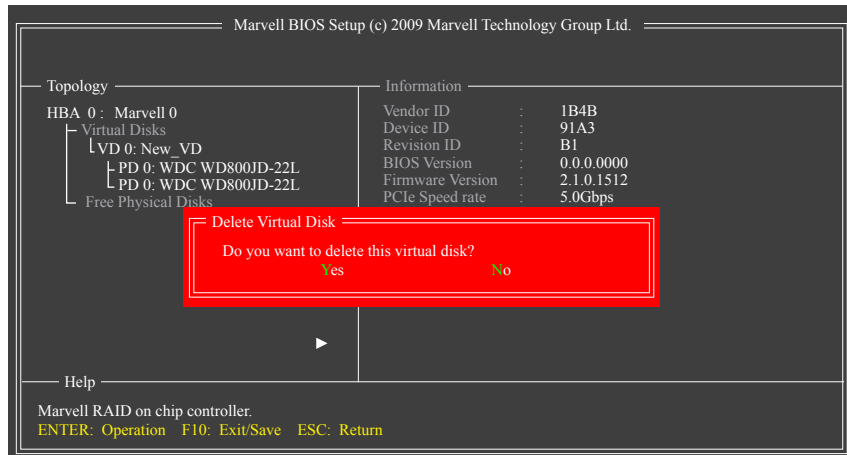 Marvell BIOS Setup (c) 2009 Marvell Technology Group Ltd.
Topology
HBA 0 : Marvell 0
Virtual Disks
VD 0: New_VD
PD 0: WDC WD800JD-22L
PD 0: WDC WD800JD-22L
Free Physical Disks
Information
Vendor ID : 1B4B
Device ID : 91A3
Revision ID : B1
BIOS Version : 0.0.0.0000
Firmware Version : 2.1.0.1512
PCIe Speed rate : 5.0Gbps
Delete Virtual Disk
Do you want to delete this virtual disk?
Yes No
Help
Marvell RAID on chip controller.
ENTER: Operation F10: Exit/Save ESC: Return